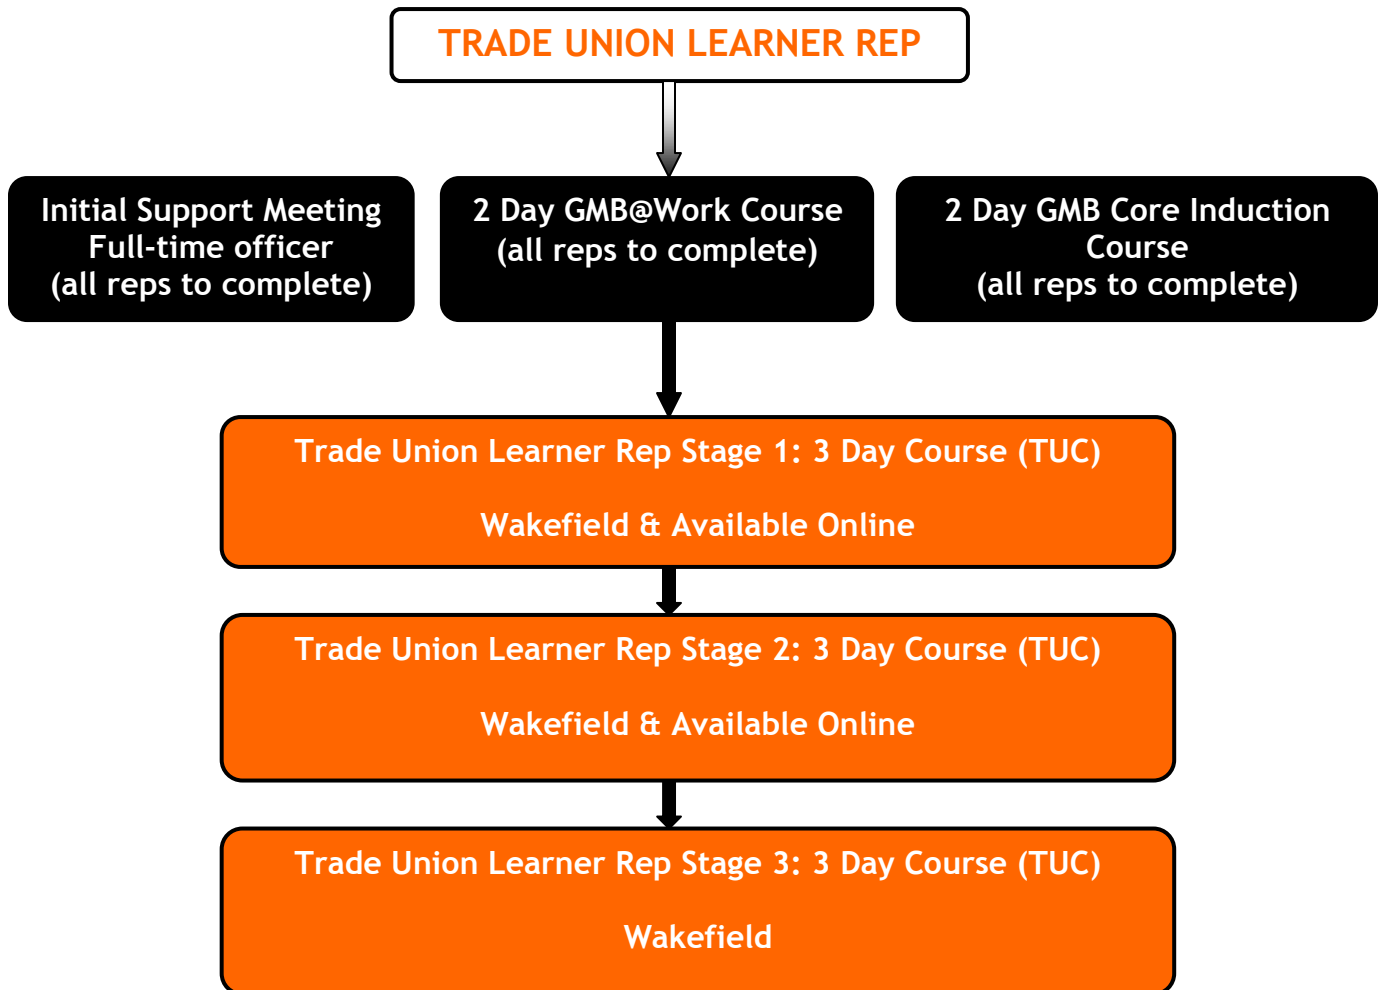 TRADE UNION LEARNER REP
Initial Support Meeting
Full-time officer
(all reps to complete)
2 Day GMB@Work Course
(all reps to complete)
2 Day GMB Core Induction
Course
(all reps to complete)
Trade Union Learner Rep Stage 1: 3 Day Course (TUC)
Wakefield & Available Online
Trade Union Learner Rep Stage 2: 3 Day Course (TUC)
Wakefield & Available Online
Trade Union Learner Rep Stage 3: 3 Day Course (TUC)
Wakefield